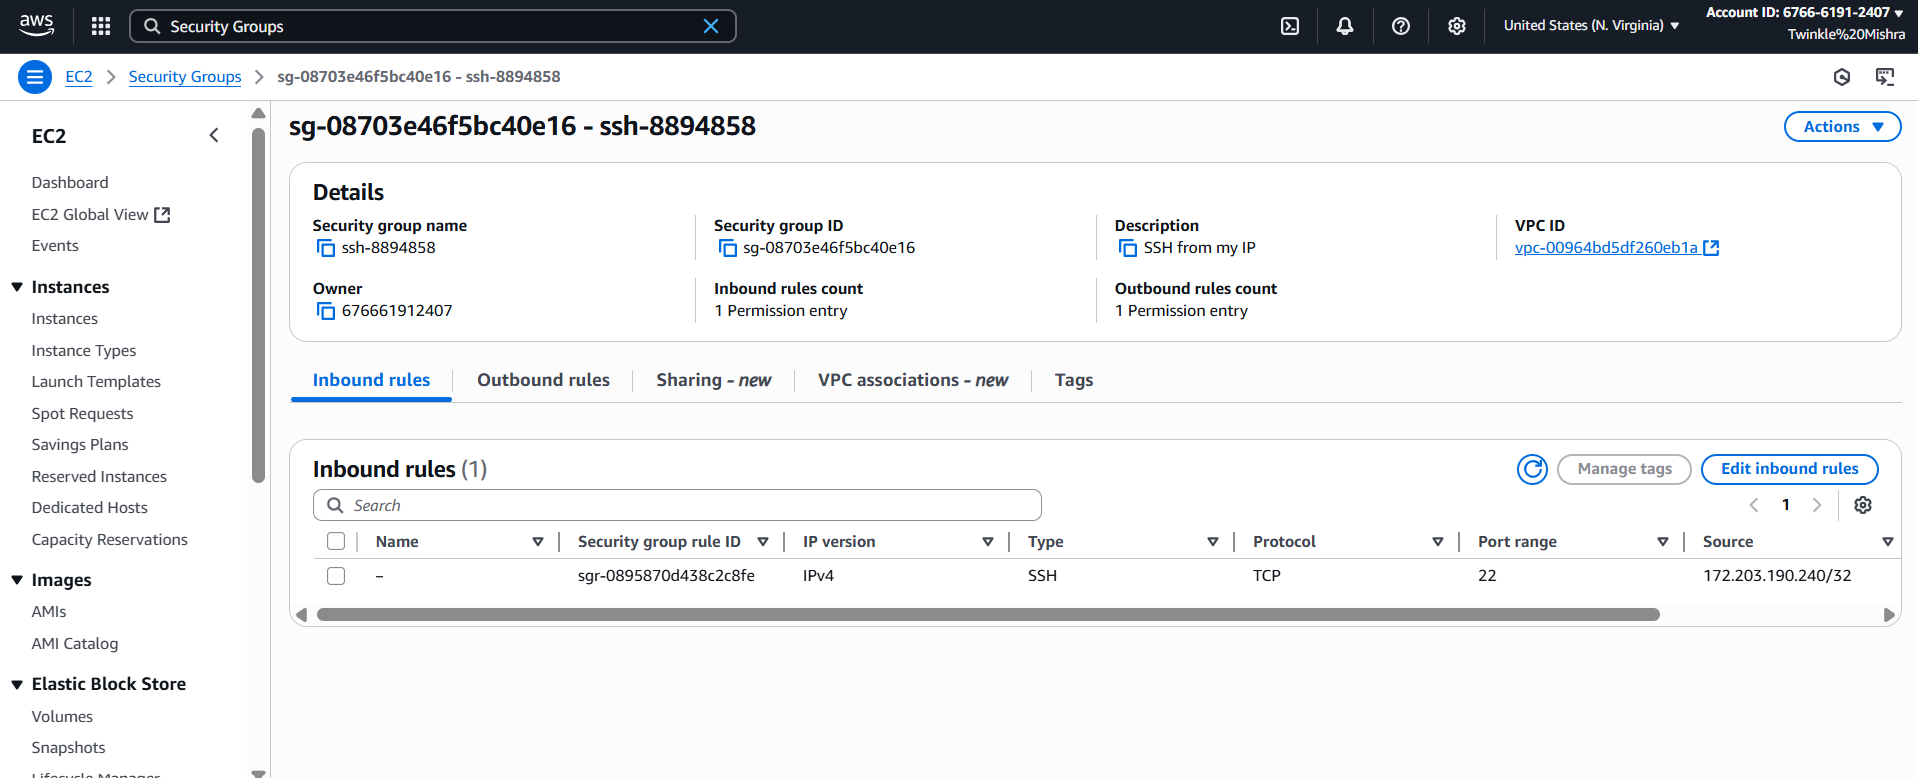 aws
Security Groups
United States (N. Virginia)
Account ID: 6766-6191-2407
Twinkle%20Mishra
EC2
Security Groups
sg-08703e46f5bc40e16 - ssh-8894858
EC2
Dashboard
EC2 Global View
Events
Instances
Instances
Instance Types
Launch Templates
Spot Requests
Savings Plans
Reserved Instances
Dedicated Hosts
Capacity Reservations
Images
AMIs
AMI Catalog
Elastic Block Store
Volumes
Snapshots
Lifecycle Manager
sg-08703e46f5bc40e16 - ssh-8894858
Actions
Details
Security group name
ssh-8894858
Security group ID
sg-08703e46f5bc40e16
Description
SSH from my IP
VPC ID
vpc-00964bd5df260eb1a
Owner
676661912407
Inbound rules count
1 Permission entry
Outbound rules count
1 Permission entry
Inbound rules Outbound rules Sharing - new VPC associations - new Tags
Inbound rules (1)
Manage tags
Edit inbound rules
Search
1
Name Security group rule ID IP version Type Protocol Port range Source
– sgr-0895870d438c2c8fe IPv4 SSH TCP 22 172.203.190.240/32